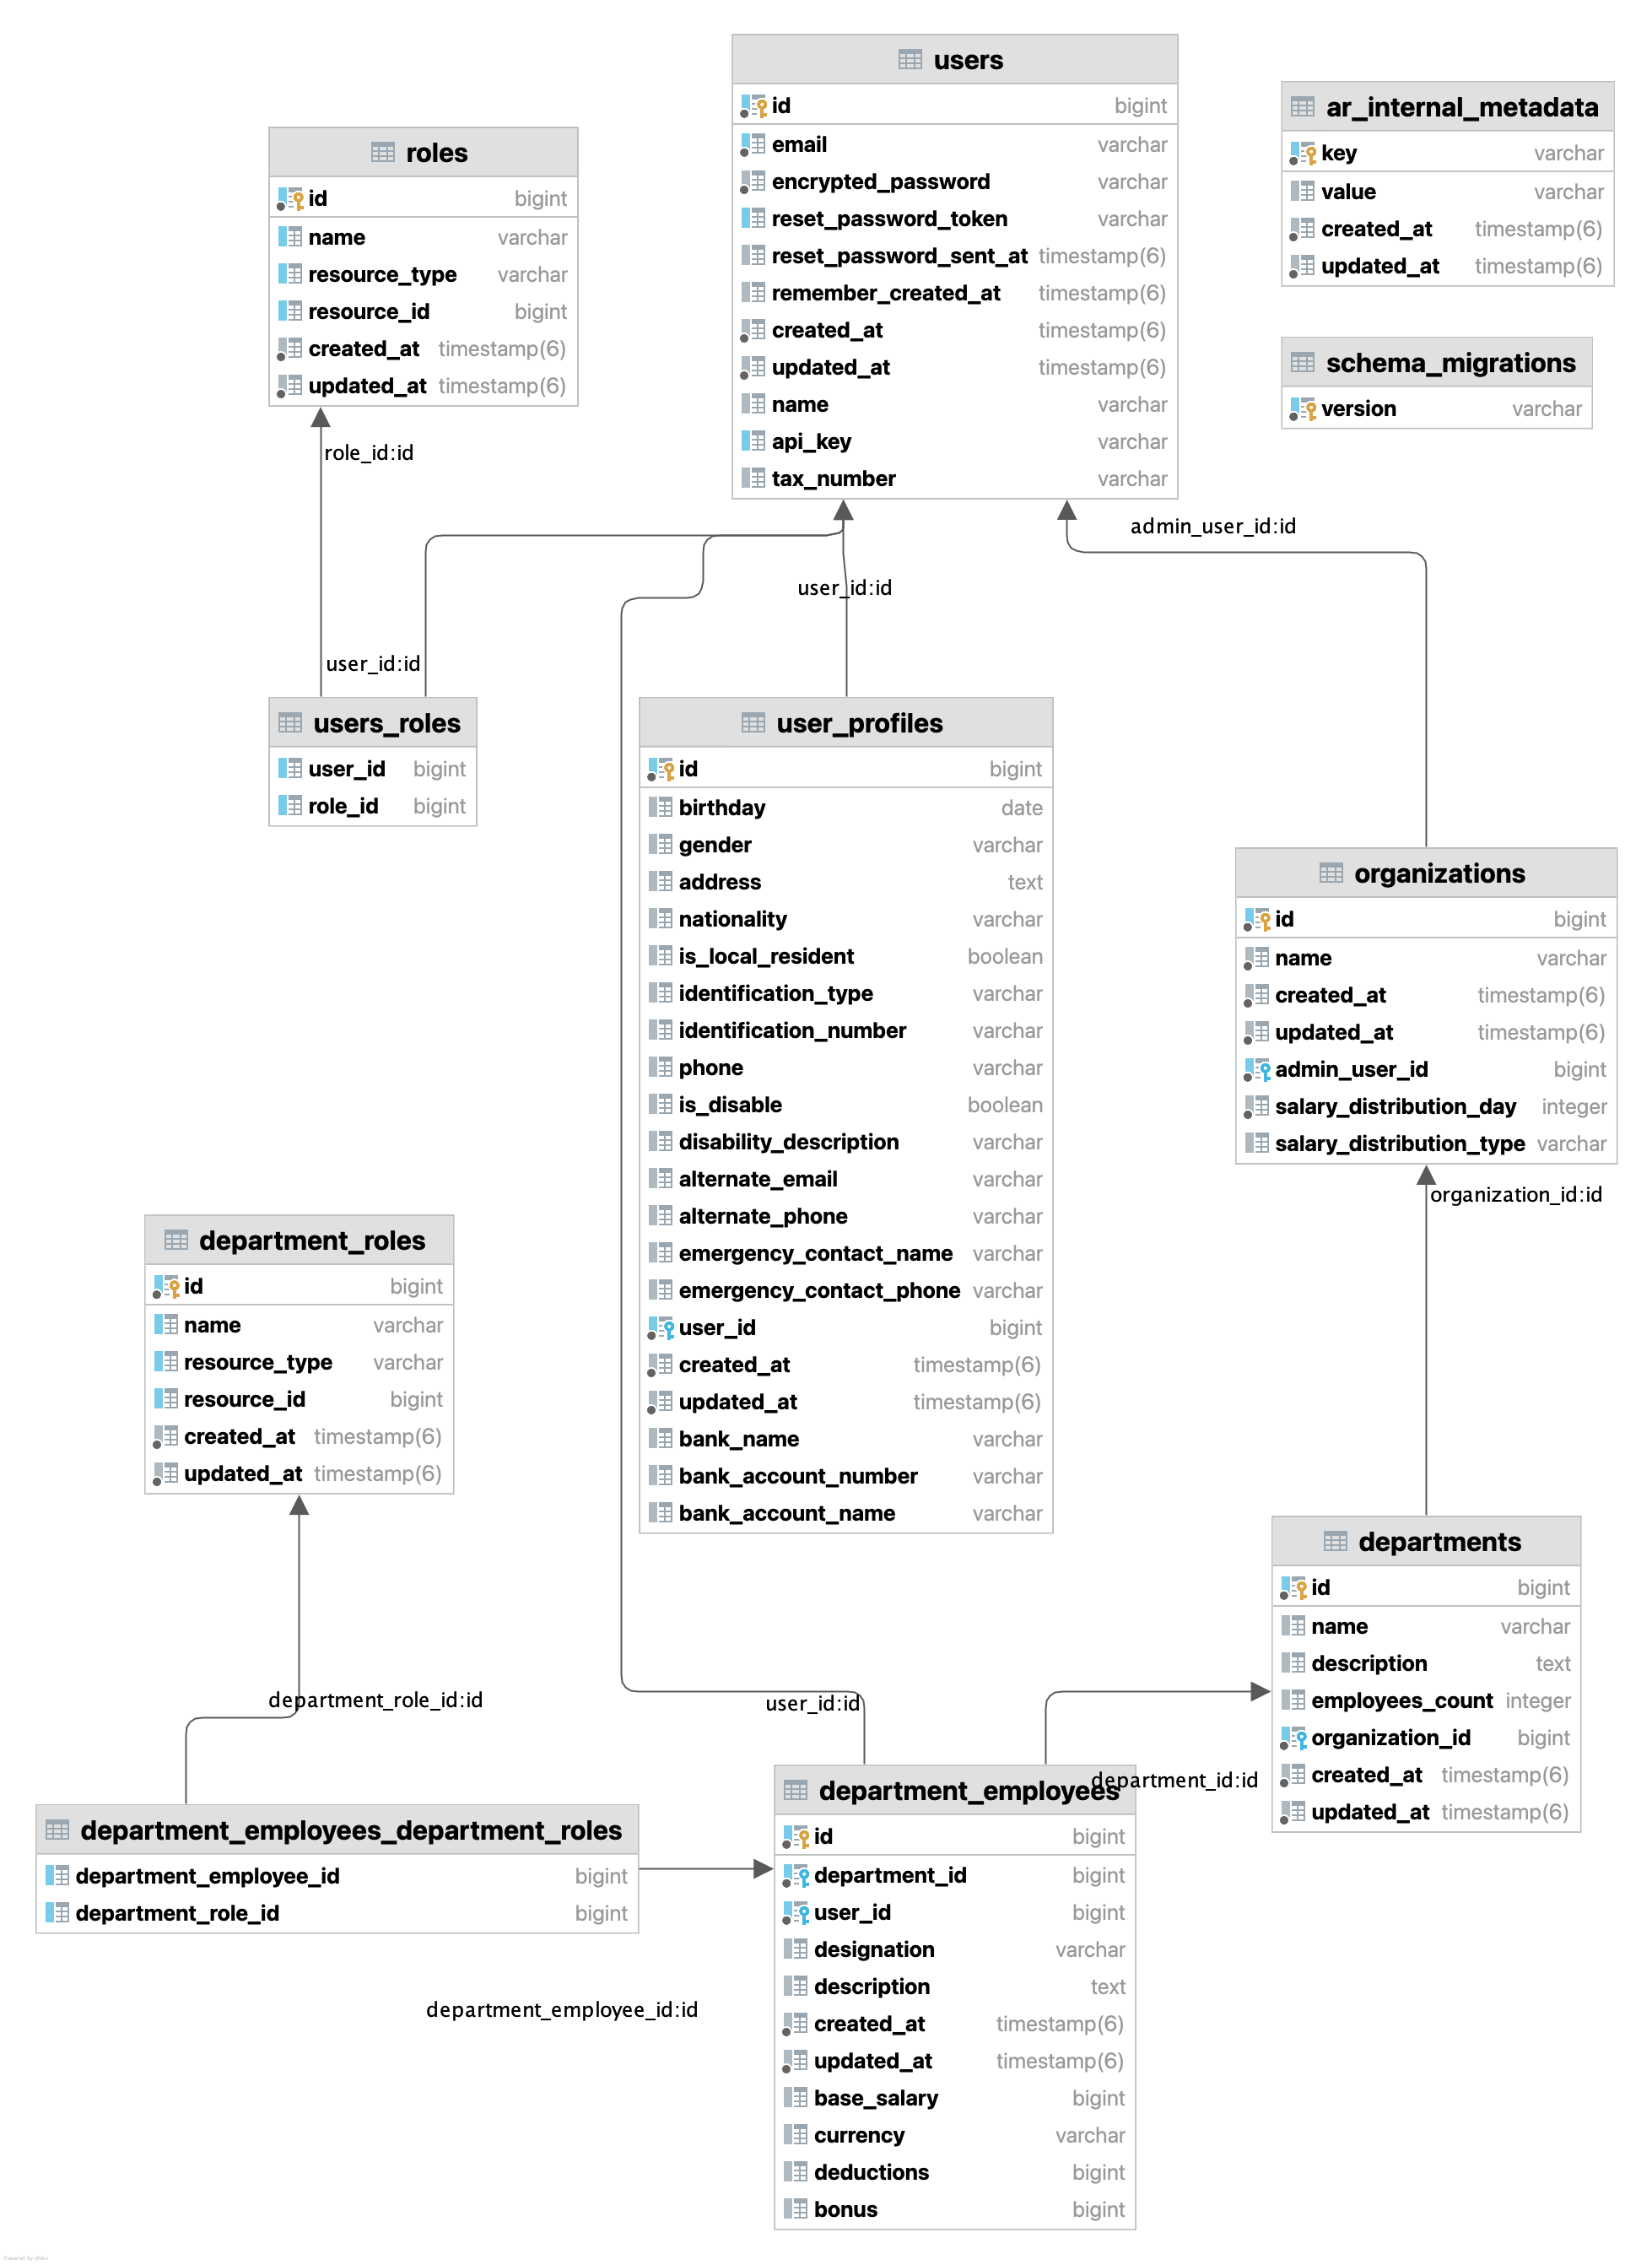 users
id bigint
email varchar
encrypted_password varchar
reset_password_token varchar
reset_password_sent_at timestamp(6)
remember_created_at timestamp(6)
created_at timestamp(6)
updated_at timestamp(6)
name varchar
api_key varchar
tax_number varchar
ar_internal_metadata
key varchar
value varchar
created_at timestamp(6)
updated_at timestamp(6)
roles
id bigint
name varchar
resource_type varchar
resource_id bigint
created_at timestamp(6)
updated_at timestamp(6)
schema_migrations
version varchar
role_id:id
admin_user_id:id
user_id:id
user_id:id
users_roles
user_id bigint
role_id bigint
user_profiles
id bigint
birthday date
gender varchar
address text
nationality varchar
is_local_resident boolean
identification_type varchar
identification_number varchar
phone varchar
is_disable boolean
disability_description varchar
alternate_email varchar
alternate_phone varchar
emergency_contact_name varchar
emergency_contact_phone varchar
user_id bigint
created_at timestamp(6)
updated_at timestamp(6)
bank_name varchar
bank_account_number varchar
bank_account_name varchar
organizations
id bigint
name varchar
created_at timestamp(6)
updated_at timestamp(6)
admin_user_id bigint
salary_distribution_day integer
salary_distribution_type varchar
organization_id:id
department_roles
id bigint
name varchar
resource_type varchar
resource_id bigint
created_at timestamp(6)
updated_at timestamp(6)
departments
id bigint
name varchar
description text
employees_count integer
organization_id bigint
created_at timestamp(6)
updated_at timestamp(6)
department_role_id:id
user_id:id
department_id:id
department_employees_department_roles
department_employee_id bigint
department_role_id bigint
department_employees
id bigint
department_id bigint
user_id bigint
designation varchar
description text
created_at timestamp(6)
updated_at timestamp(6)
base_salary bigint
currency varchar
deductions bigint
bonus bigint
department_employee_id:id
Powered by yFiles